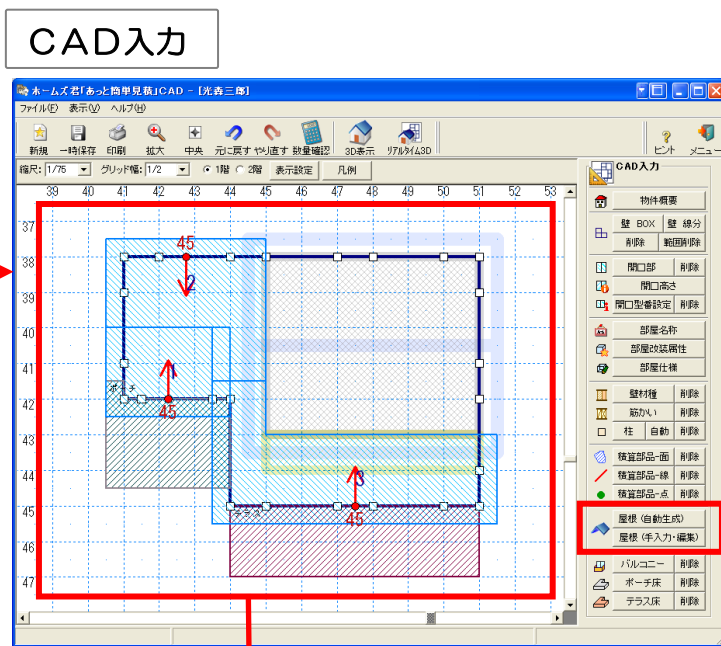 CAD入力
ホームズ君「あっと簡単見積」CAD - [光森三郎]
ファイル(F) 表示(V) ヘルプ(H)
新規 一時保存 印刷 拡大 中央 元に戻す やり直す 数量確認 3D表示 リアルタイム3D ヒント メニュー
縮尺: 1/75 グリッド幅: 1/2 1階 2階 表示設定 凡例
39 40 41 42 43 44 45 46 47 48 49 50 51 52 53
37
38
39
40
41
42
43
44
45
46
47
45
2
1
45
ポーチ
3
45
テラス
CAD入力
物件概要
壁 BOX 壁 線分
削除 範囲削除
開口部 削除
開口高さ
開口型番設定 削除
部屋名称
部屋改装属性
部屋仕様
壁材種 削除
筋かい 削除
柱 自動 削除
積算部品-面 削除
積算部品-線 削除
積算部品-点 削除
屋根 (自動生成)
屋根 (手入力・編集)
バルコニー 削除
ポーチ床 削除
テラス床 削除